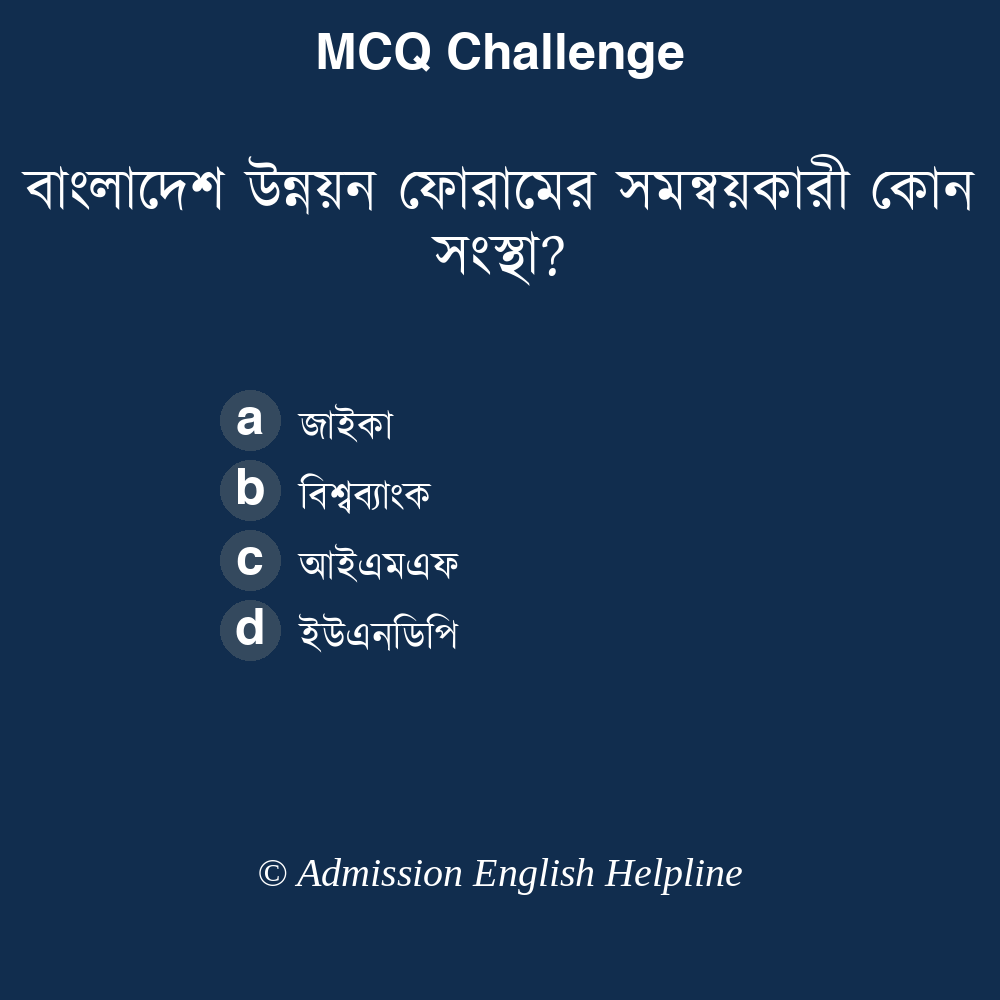 MCQ Challenge
বাংলাদেশ উন্নয়ন ফোরামের সমন্বয়কারী কোন
সংস্থা?
a জাইকা
b বিশ্বব্যাংক
c আইএমএফ
d ইউএনডিপি
© Admission English Helpline